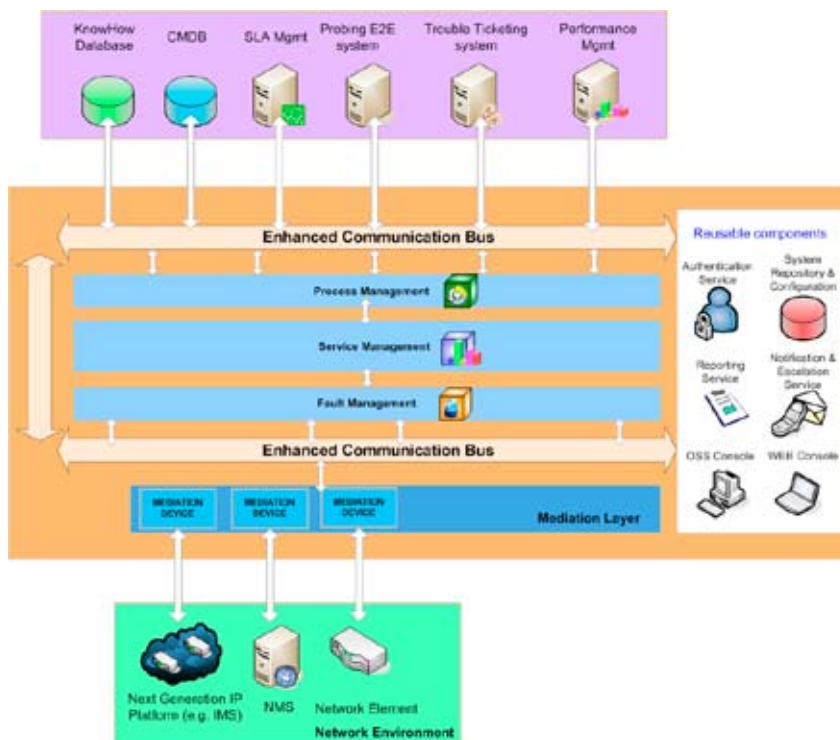 KnowHow
Database
CMDB
SLA Mgmt
Probing E2E
system
Trouble Ticketing
system
Performance
Mgmt
Enhanced Communication Bus
Process Management
Service Management
Fault Management
Enhanced Communication Bus
MEDIATION
DEVICE
MEDIATION
DEVICE
MEDIATION
DEVICE
Mediation Layer
Reusable components
Authentication
Service
System
Repository &
Configuration
Reporting
Service
Notification &
Escalation
Service
OSS Console
WEB Console
Next Generation IP
Platform (e.g. IMS)
NMS
Network Element
Network Environment